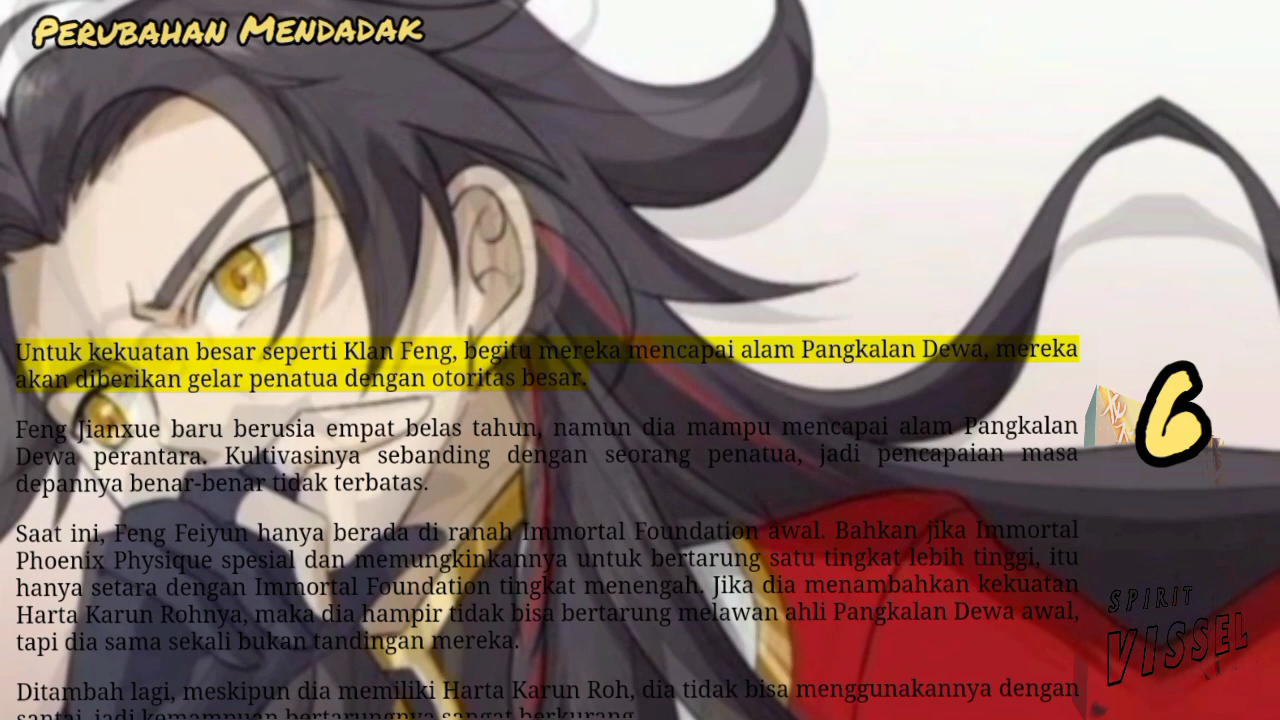 Perubahan Mendadak
Untuk kekuatan besar seperti Klan Feng, begitu mereka mencapai alam Pangkalan Dewa, mereka
akan diberikan gelar penatua dengan otoritas besar.
Feng Jianxue baru berusia empat belas tahun, namun dia mampu mencapai alam Pangkalan
Dewa perantara. Kultivasinya sebanding dengan seorang penatua, jadi pencapaian masa
depannya benar-benar tidak terbatas.
Saat ini, Feng Feiyun hanya berada di ranah Immortal Foundation awal. Bahkan jika Immortal
Phoenix Physique spesial dan memungkinkannya untuk bertarung satu tingkat lebih tinggi, itu
hanya setara dengan Immortal Foundation tingkat menengah. Jika dia menambahkan kekuatan
Harta Karun Rohnya, maka dia hampir tidak bisa bertarung melawan ahli Pangkalan Dewa awal,
tapi dia sama sekali bukan tandingan mereka.
Ditambah lagi, meskipun dia memiliki Harta Karun Roh, dia tidak bisa menggunakannya dengan
santai, jadi kemampuan bertarungnya sangat berkurang.
6
SPIRIT
VISSEL